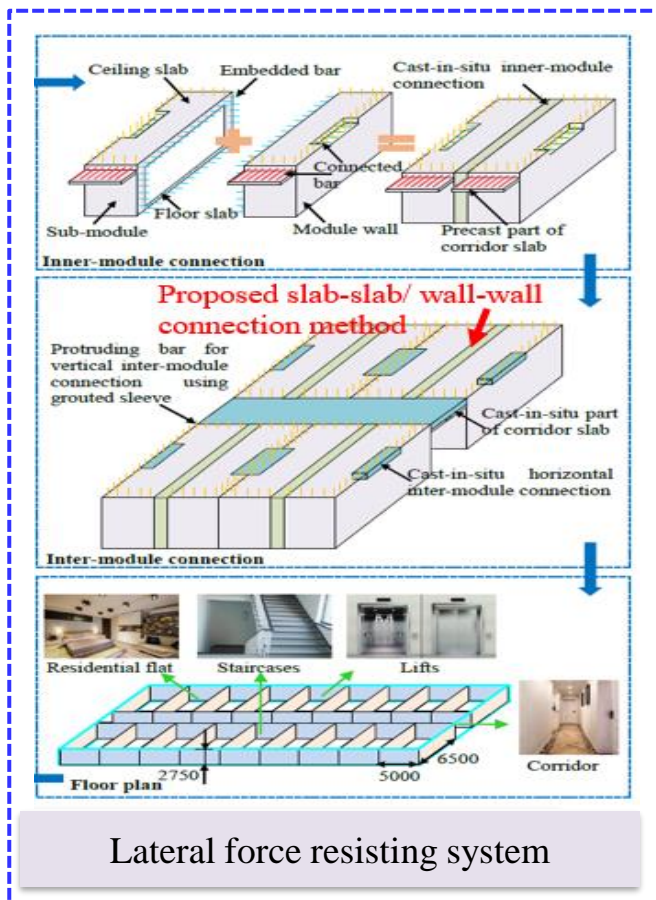 Ceiling slab
Embedded bar
Cast-in-situ inner-module
connection
Connected
bar
Floor slab
Sub-module
Module wall
Precast part of
corridor slab
Inner-module connection
Proposed slab-slab/ wall-wall
connection method
Protruding bar for
vertical inter-module
connection using
grouted sleeve
Cast-in-situ part
of corridor slab
Cast-in-situ horizontal
inter-module connection
Inter-module connection
Residential flat
Staircases
Lifts
Corridor
2750
5000
6500
Floor plan
Lateral force resisting system